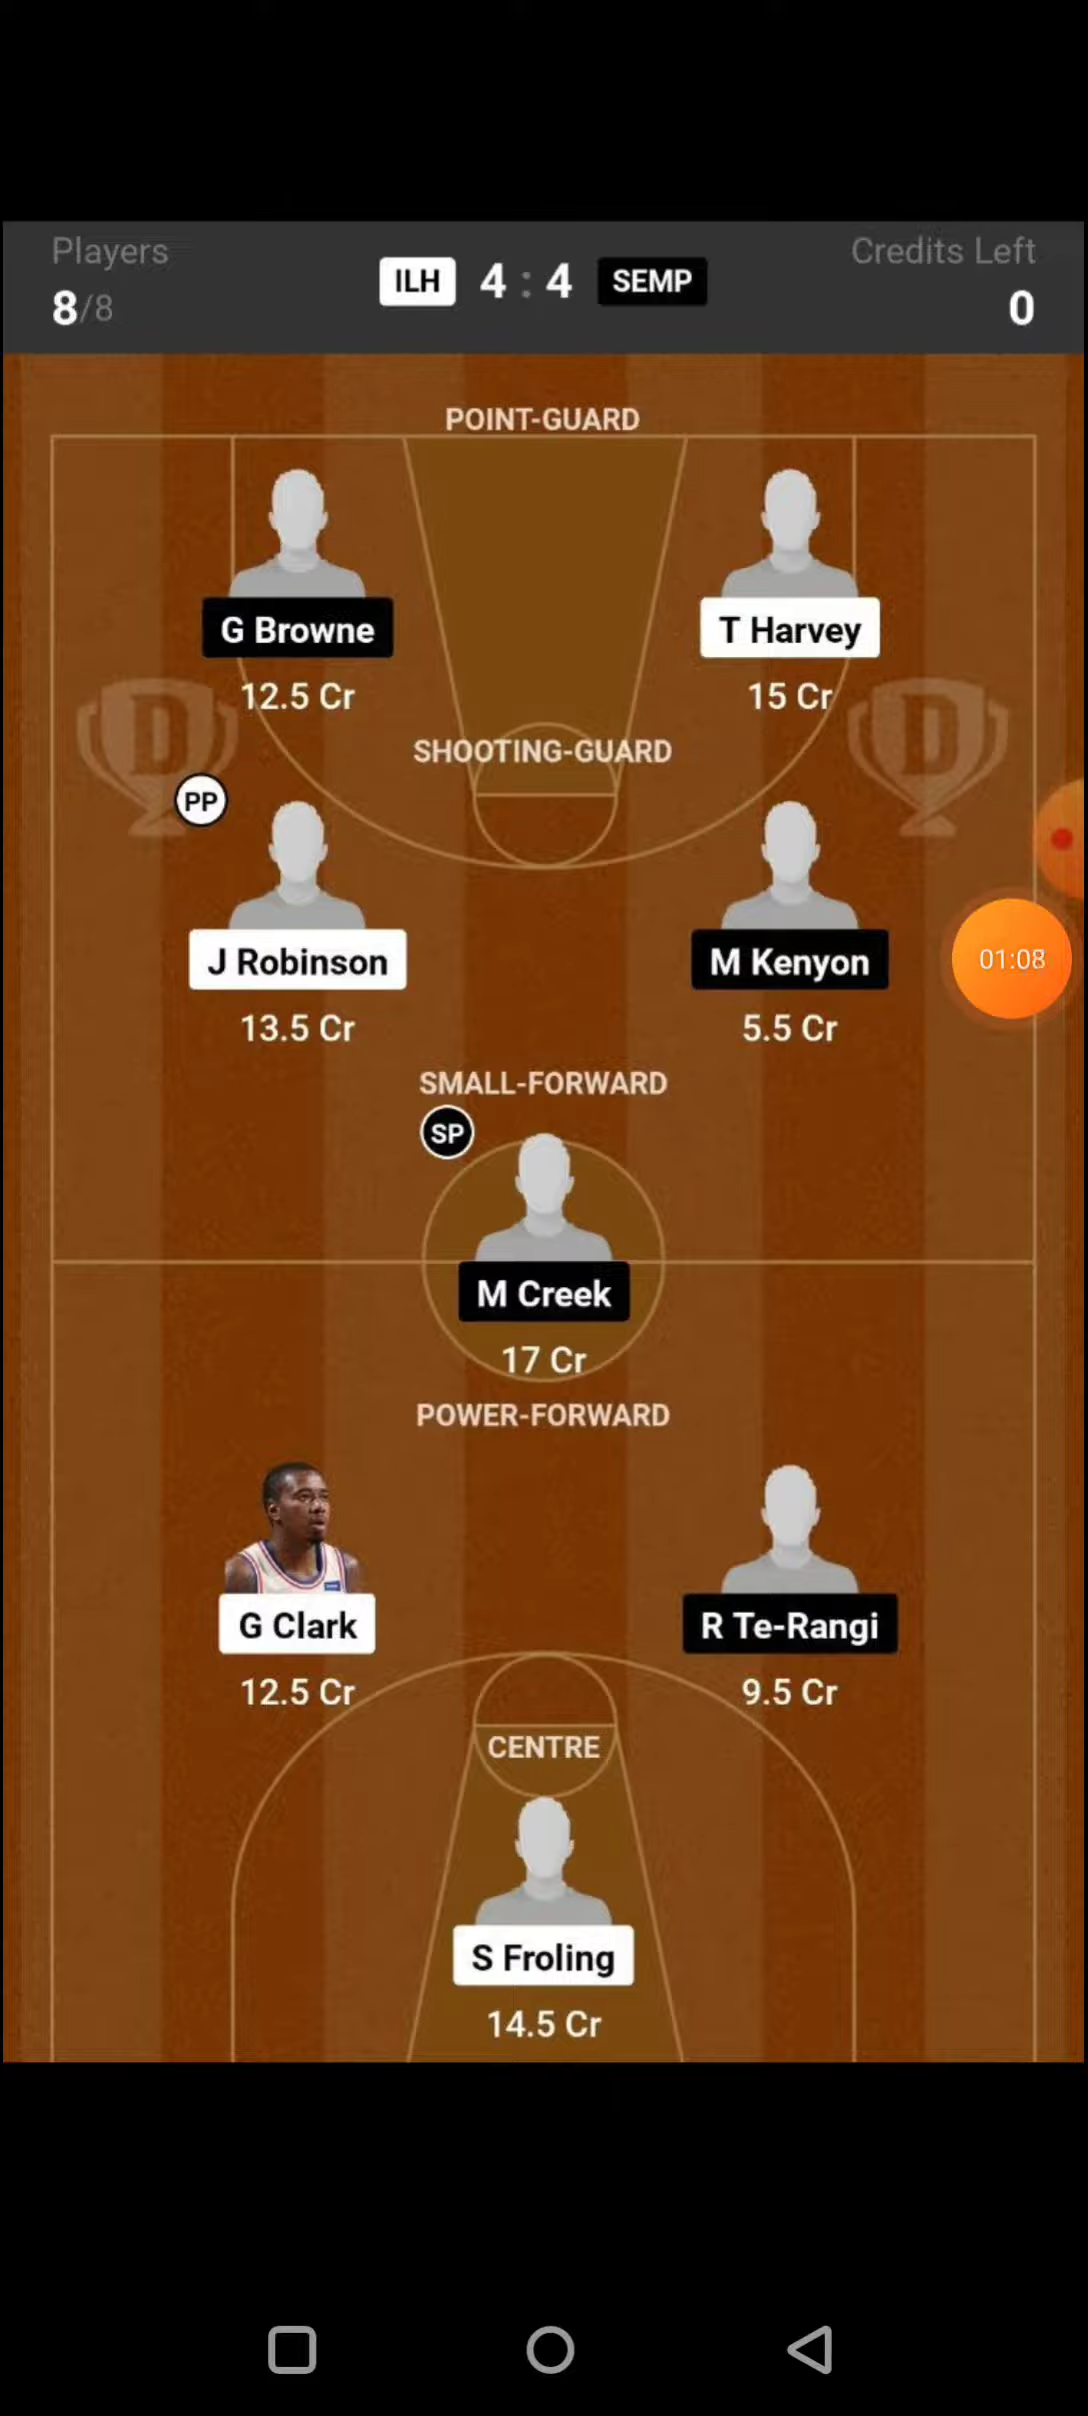 Players
Credits Left
8/8
ILH 4 : 4 SEMP
0
POINT-GUARD
G Browne
T Harvey
12.5 Cr
15 Cr
D
D
SHOOTING-GUARD
PP
J Robinson
M Kenyon
01:08
13.5 Cr
5.5 Cr
SMALL-FORWARD
SP
M Creek
17 Cr
POWER-FORWARD
G Clark
R Te-Rangi
12.5 Cr
9.5 Cr
CENTRE
S Froling
14.5 Cr